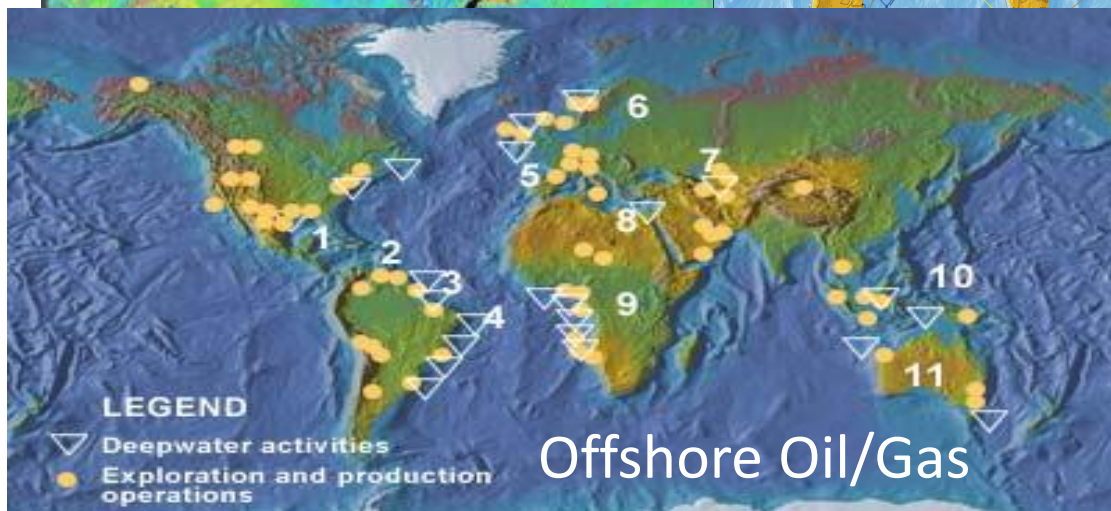 6
7
5
8
1
2
3
10
9
4
11
LEGEND
Deepwater activities
Exploration and production
operations
Offshore Oil/Gas